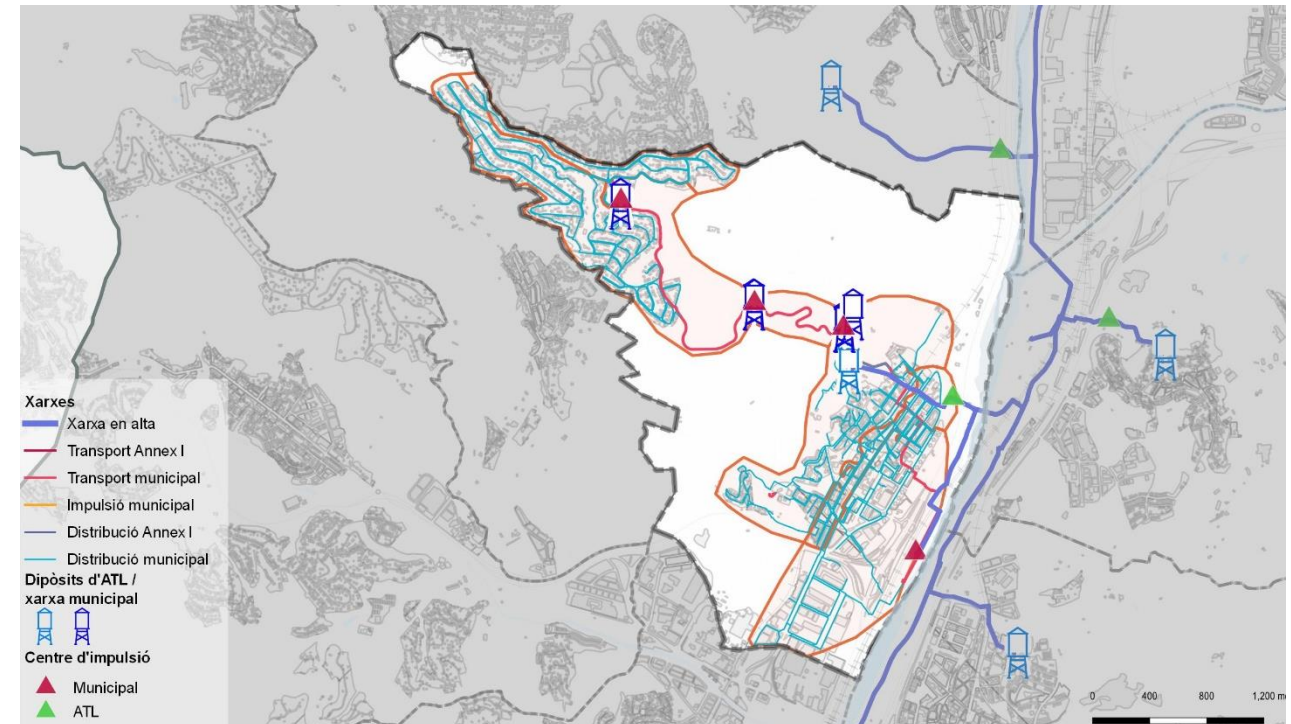 Xarxes
Xarxa en alta
Transport Annex I
Transport municipal
Impulsió municipal
Distribució Annex I
Distribució municipal
Dipòsits d'ATL /
xarxa municipal
Centre d'impulsió
Municipal
ATL
0 400 800 1,200 m